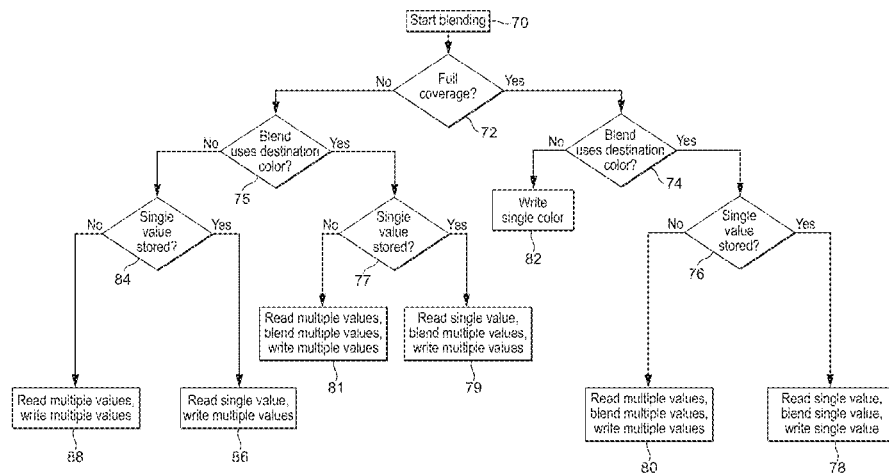 Start blending
70
Full
coverage?
No
Yes
72
Blend
uses destination
color?
No
Yes
75
Blend
uses destination
color?
No
Yes
74
Single
value
stored?
No
Yes
84
Single
value
stored?
No
Yes
77
Write
single color
82
Single
value
stored?
No
Yes
76
Read multiple values,
blend multiple values,
write multiple values
81
Read single value,
blend multiple values,
write multiple values
79
Read multiple values,
write multiple values
88
Read single value,
write multiple values
86
Read multiple values,
blend multiple values,
write multiple values
80
Read single value,
blend single value,
write single value
78